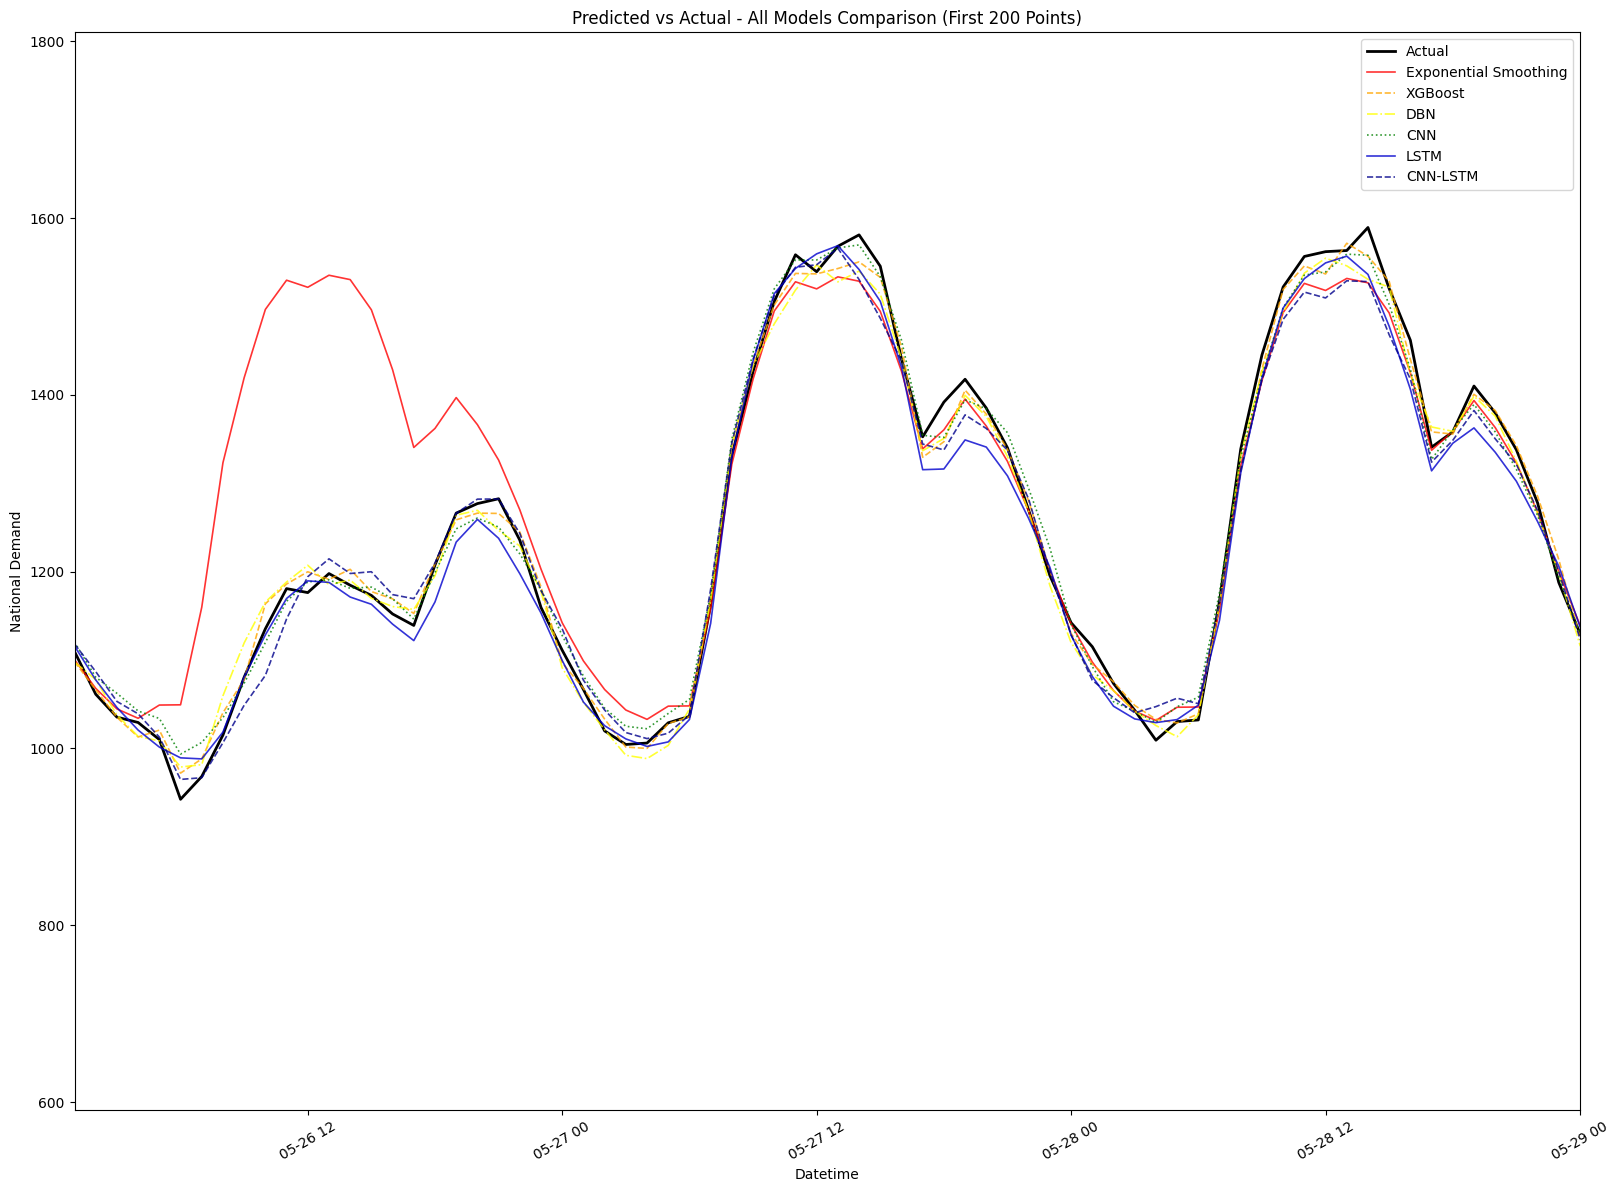 Predicted vs Actual - All Models Comparison (First 200 Points)
1800
1600
1400
1200
1000
800
600
National Demand
Actual
Exponential Smoothing
XGBoost
DBN
CNN
LSTM
CNN-LSTM
05-26 12
05-27 00
05-27 12
05-28 00
05-28 12
05-29 00
Datetime